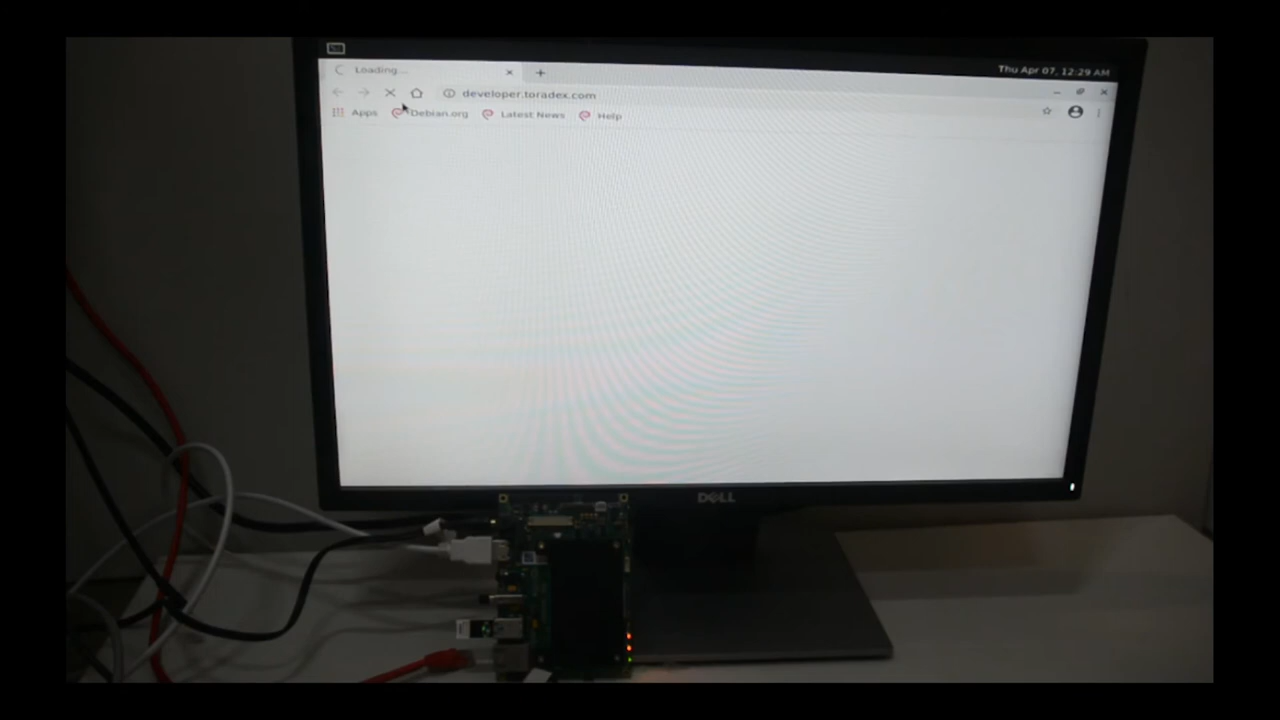 Thu Apr 07, 12:29 AM
Loading...
developer.toradex.com
Apps Debian.org Latest News Help
DELL